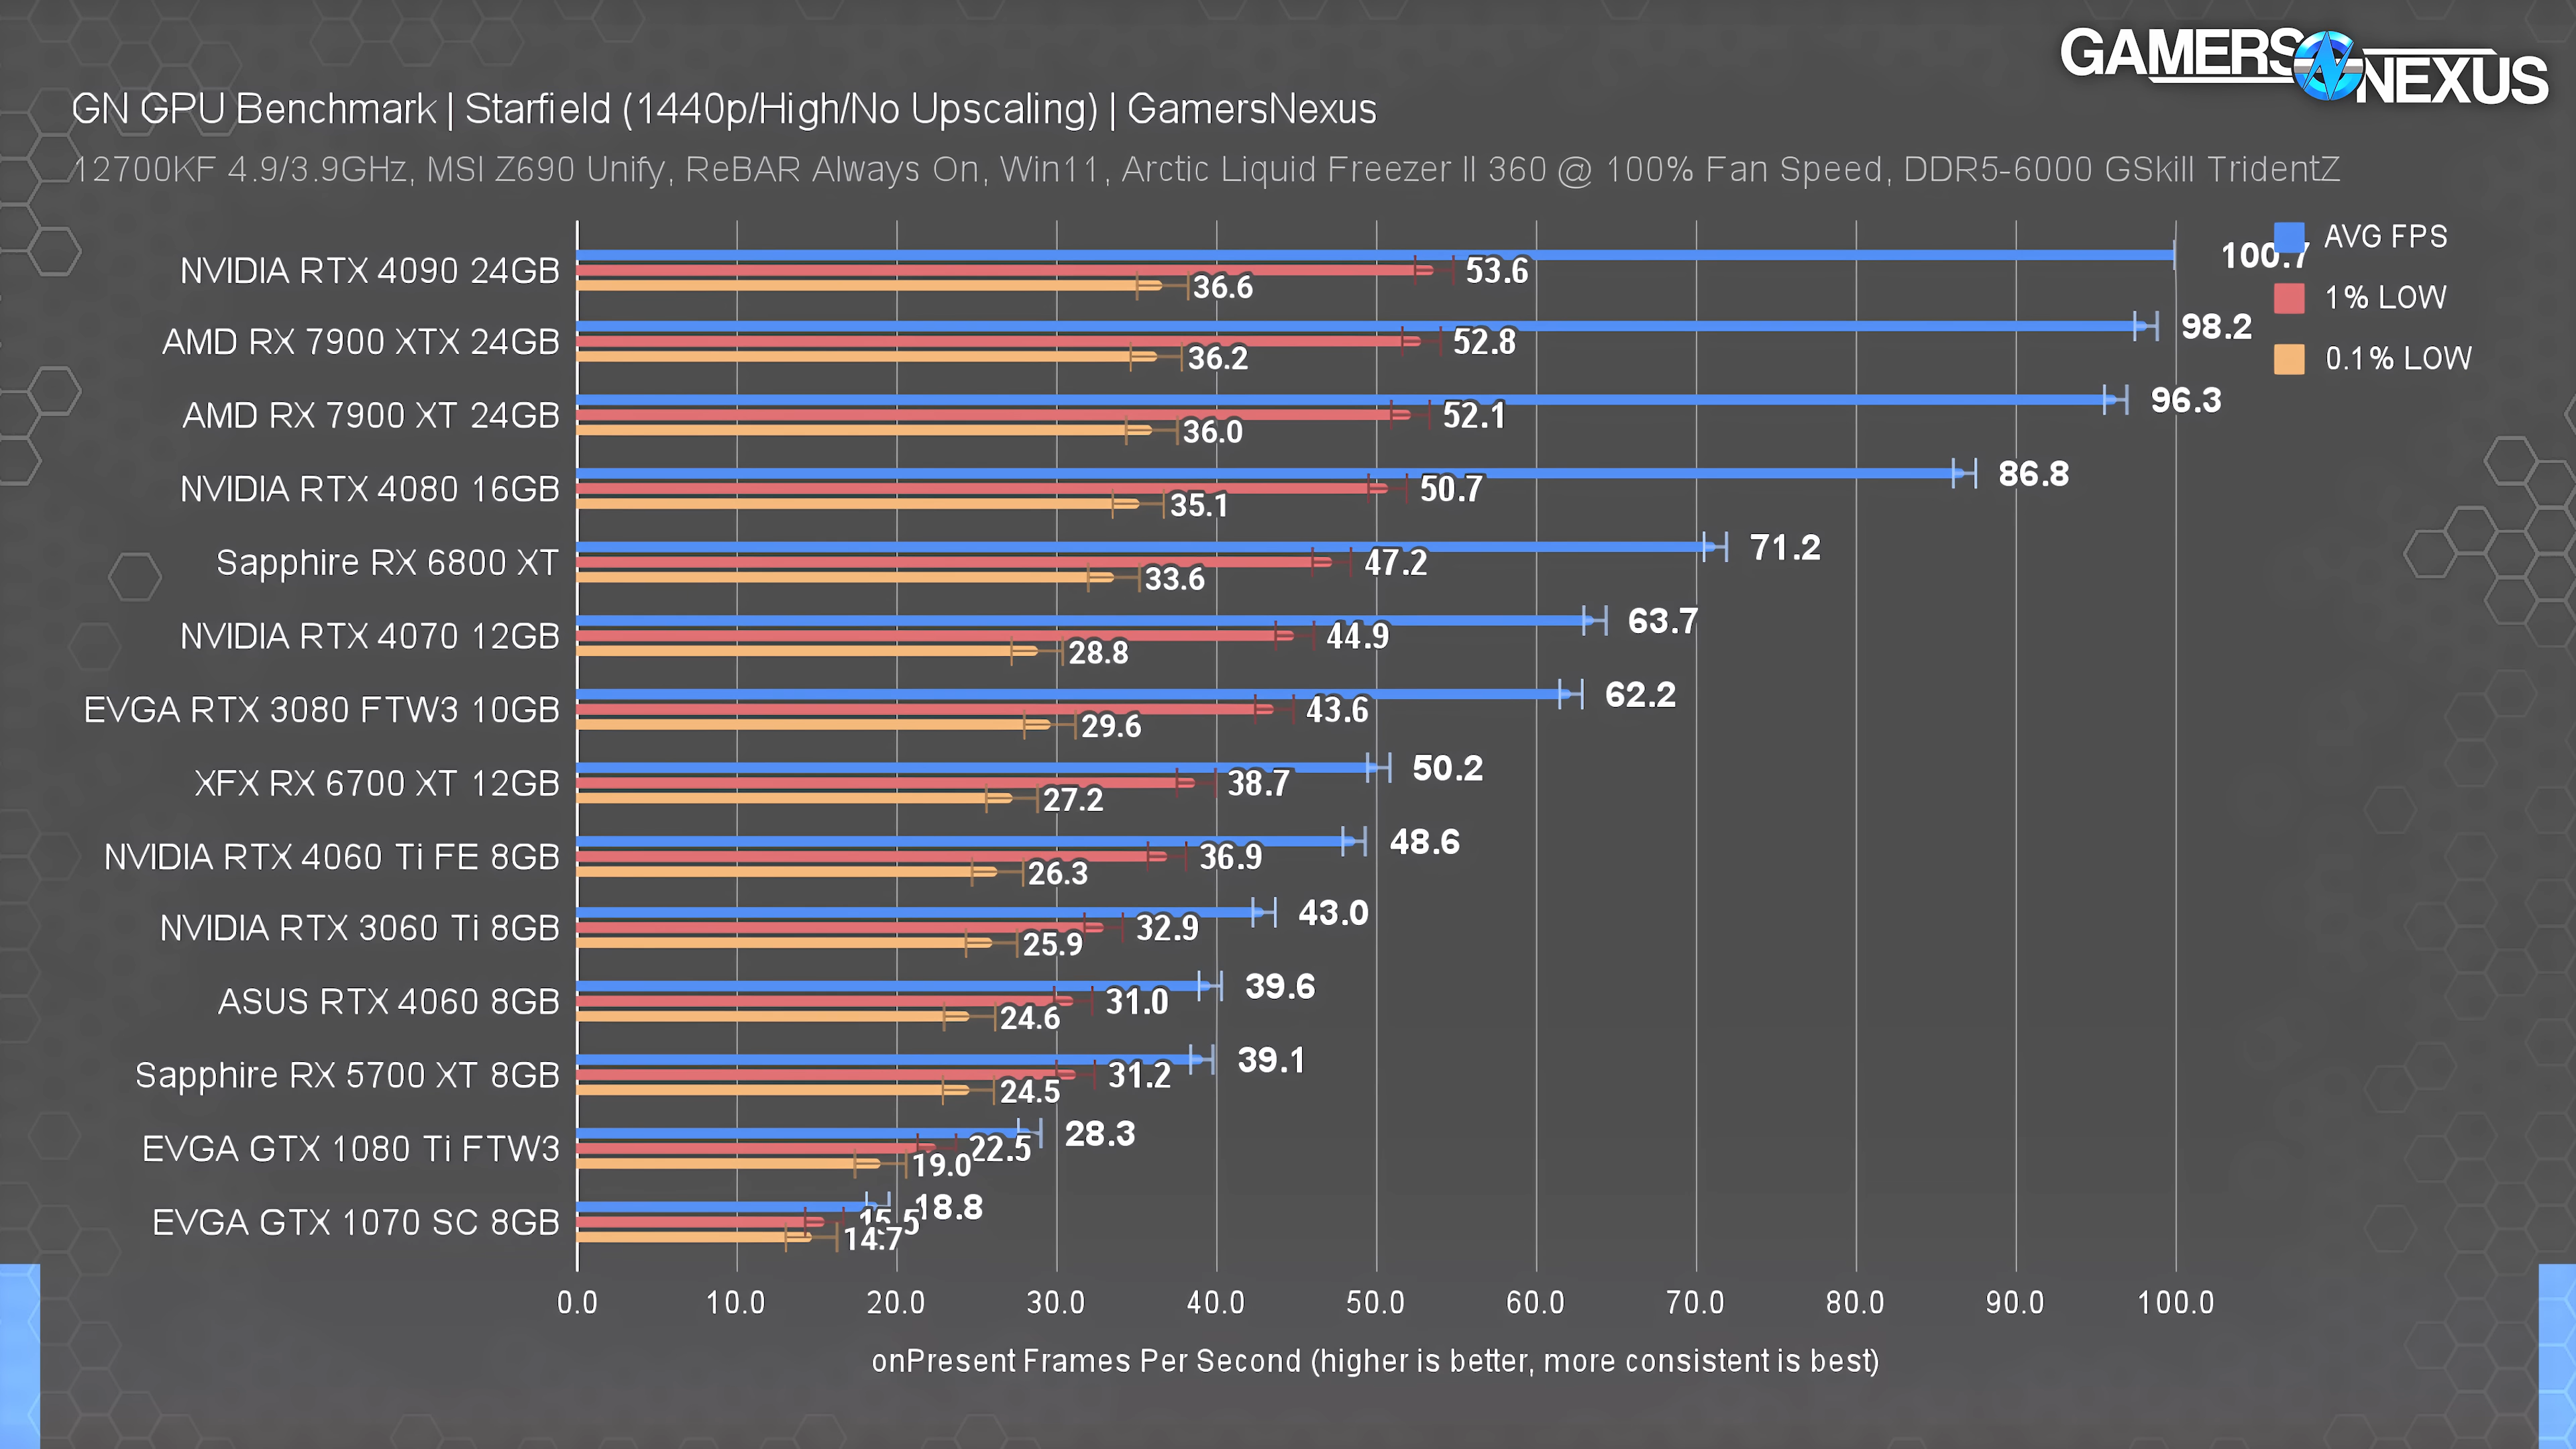 GAMERS NEXUS
GN GPU Benchmark | Starfield (1440p/High/No Upscaling) | GamersNexus
12700KF 4.9/3.9GHz, MSI Z690 Unify, ReBAR Always On, Win11, Arctic Liquid Freezer II 360 @ 100% Fan Speed, DDR5-6000 GSkill TridentZ
AVG FPS
1% LOW
0.1% LOW
NVIDIA RTX 4090 24GB 100.7 53.6 36.6
AMD RX 7900 XTX 24GB 98.2 52.8 36.2
AMD RX 7900 XT 24GB 96.3 52.1 36.0
NVIDIA RTX 4080 16GB 86.8 50.7 35.1
Sapphire RX 6800 XT 71.2 47.2 33.6
NVIDIA RTX 4070 12GB 63.7 44.9 28.8
EVGA RTX 3080 FTW3 10GB 62.2 43.6 29.6
XFX RX 6700 XT 12GB 50.2 38.7 27.2
NVIDIA RTX 4060 Ti FE 8GB 48.6 36.9 26.3
NVIDIA RTX 3060 Ti 8GB 43.0 32.9 25.9
ASUS RTX 4060 8GB 39.6 31.0 24.6
Sapphire RX 5700 XT 8GB 39.1 31.2 24.5
EVGA GTX 1080 Ti FTW3 28.3 22.5 19.0
EVGA GTX 1070 SC 8GB 18.8 15.5 14.7
0.0 10.0 20.0 30.0 40.0 50.0 60.0 70.0 80.0 90.0 100.0
onPresent Frames Per Second (higher is better, more consistent is best)